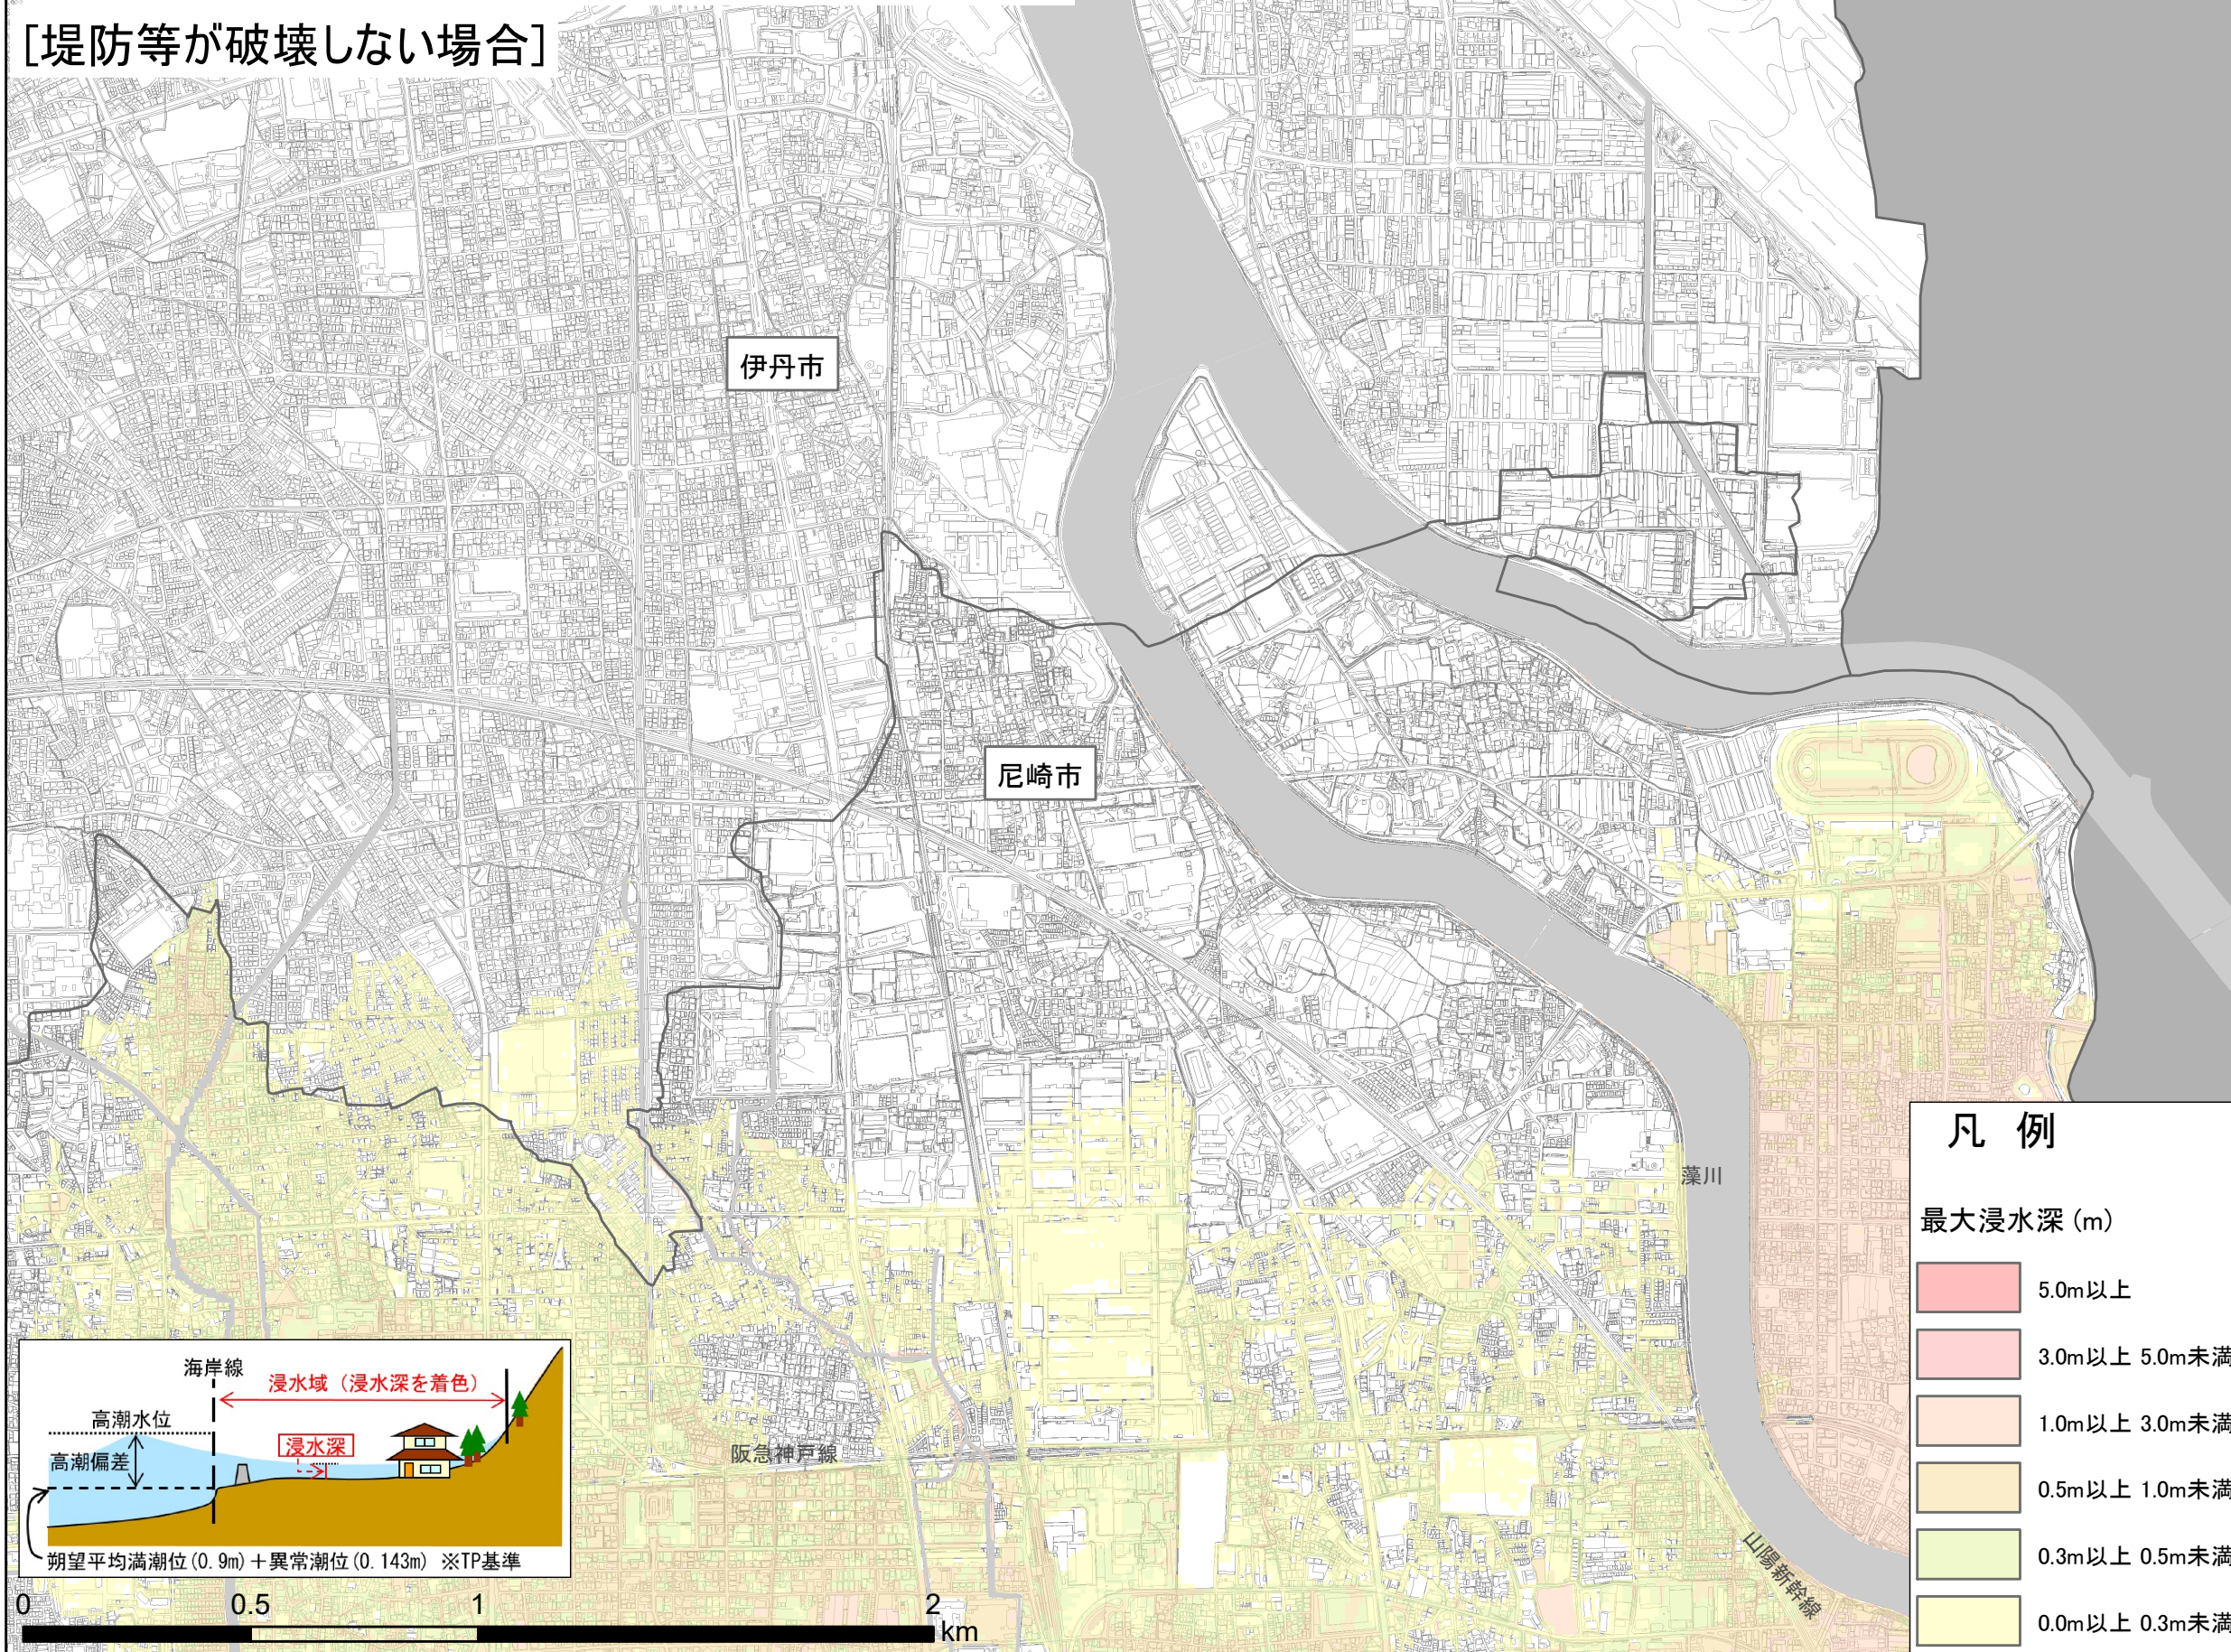 [堤防等が破壊しない場合]
伊丹市
尼崎市
藻川
阪急神戸線
山陽新幹線
海岸線
浸水域（浸水深を着色）
高潮水位
浸水深
高潮偏差
朔望平均満潮位(0.9m)＋異常潮位(0.143m) ※TP基準
0 0.5 1 2
km
凡 例
最大浸水深(m)
5.0m以上
3.0m以上 5.0m未満
1.0m以上 3.0m未満
0.5m以上 1.0m未満
0.3m以上 0.5m未満
0.0m以上 0.3m未満